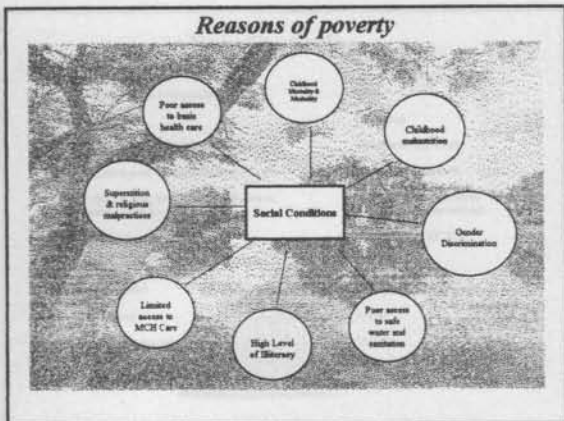 Reasons of poverty
Childhood
Morbidity &
Mortality
Poor access
to basic
health care
Childhood
malnutrition
Superstition
& religious
malpractices
Social Conditions
Gender
Discrimination
Limited
access to
MCH Care
High Level
of Illiteracy
Poor access
to safe
water and
sanitation